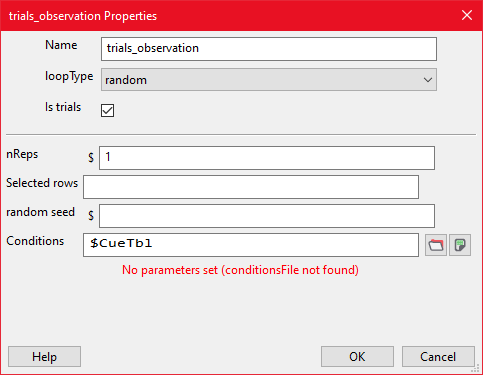 trials_observation Properties
Name trials_observation
loopType random
Is trials
nReps $ 1
Selected rows
random seed $
Conditions $CueTbl
No parameters set (conditionsFile not found)
Help OK Cancel